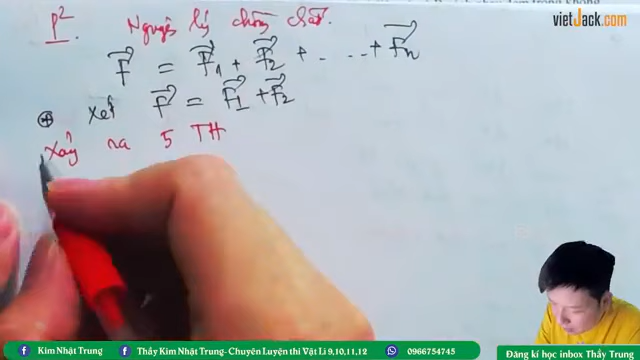 vietJack.com
P². Nguyên lý chồng chất.
F = F₁ + F₂ + . . . . + Fn
⊕ xét F = F₁ + F₂
xảy ra 5 TH
Kim Nhật Trung Thầy Kim Nhật Trung- Chuyên Luyện thi Vật Lí 9,10,11,12 0966754745 Đăng kí học inbox Thầy Trung